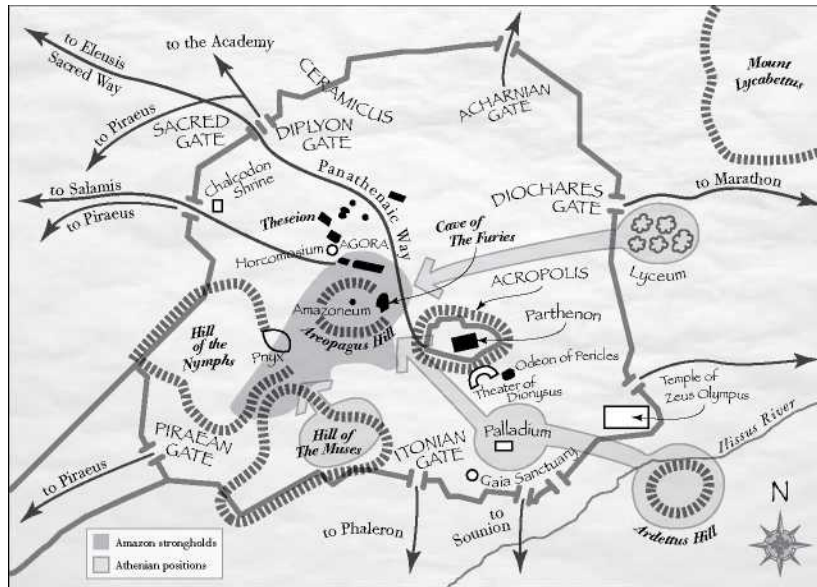 to Eleusis
Sacred Way
to the Academy
to Piraeus
SACRED
GATE
DIPLYON
GATE
CERAMICUS
ACHARNIAN
GATE
Mount
Lycabettus
to Salamis
to Piraeus
Chalcodon
Shrine
Panathenaic Way
Theseion
Horcomosium
AGORA
Cave of
The Furies
DIOCHARES
GATE
to Marathon
Lyceum
ACROPOLIS
Parthenon
Amazoneum
Areopagus Hill
Hill
of the
Nymphs
Pnyx
Odeon of Pericles
Theater of
Dionysus
Temple of
Zeus Olympus
Ilissus River
PIRAEAN
GATE
to Piraeus
Hill of
The Muses
ITONIAN
GATE
Palladium
Gaia Sanctuary
to Phaleron
to
Sounion
Ardettus Hill
N
Amazon strongholds
Athenian positions